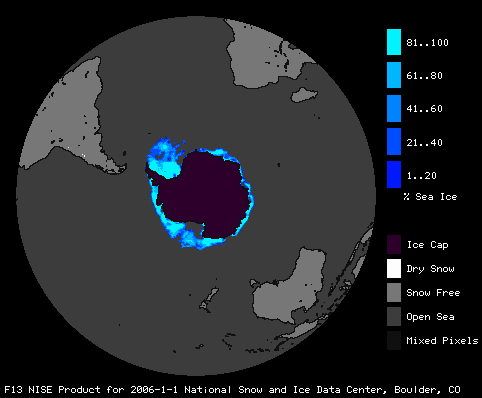 81..100
61..80
41..60
21..40
1..20
% Sea Ice
Ice Cap
Dry Snow
Snow Free
Open Sea
Mixed Pixels
F13 NISE Product for 2006-1-1 National Snow and Ice Data Center, Boulder, CO